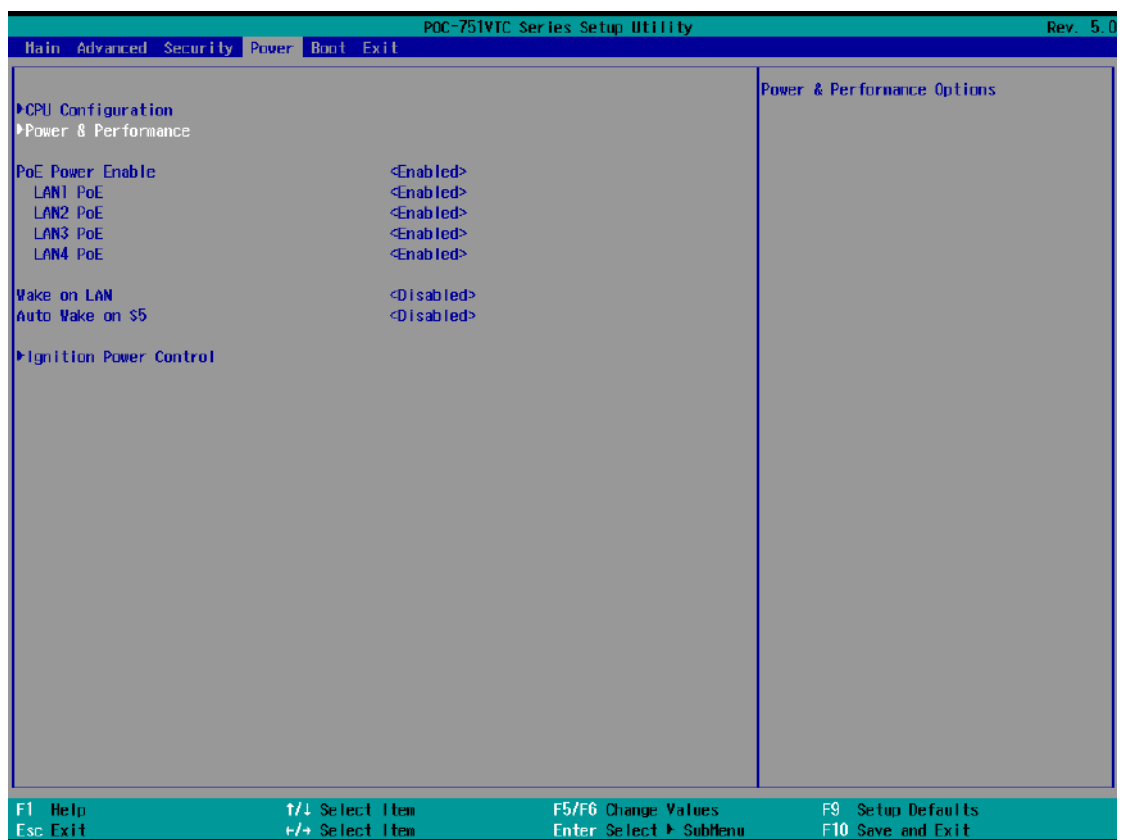 POC-751VTC Series Setup Utility Rev. 5.0
Main Advanced Security Power Boot Exit
Power & Performance Options
▶CPU Configuration
▶Power & Performance
PoE Power Enable <Enabled>
LAN1 PoE <Enabled>
LAN2 PoE <Enabled>
LAN3 PoE <Enabled>
LAN4 PoE <Enabled>
Wake on LAN <Disabled>
Auto Wake on S5 <Disabled>
▶Ignition Power Control
F1 Help ↑/↓ Select Item F5/F6 Change Values F9 Setup Defaults
Esc Exit ←/→ Select Item Enter Select ▶ SubMenu F10 Save and Exit